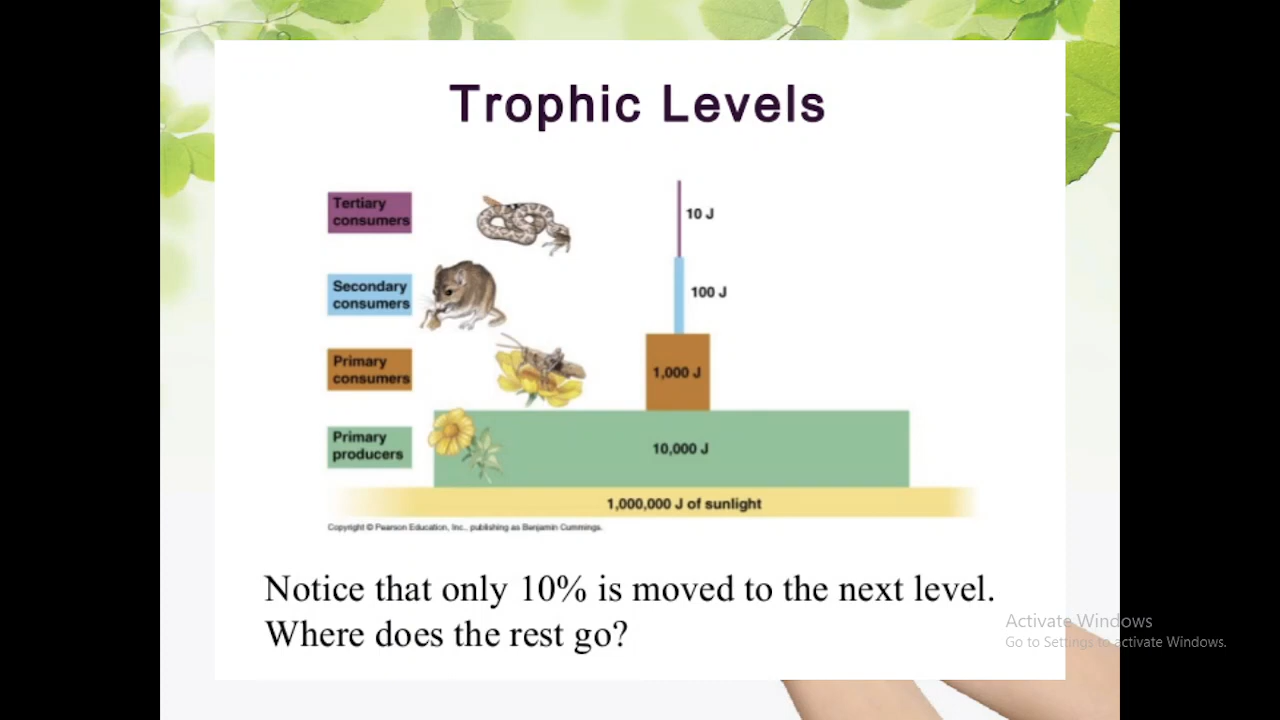 Trophic Levels
Tertiary
consumers
10 J
Secondary
consumers
100 J
Primary
consumers
1,000 J
Primary
producers
10,000 J
1,000,000 J of sunlight
Copyright © Pearson Education, Inc., publishing as Benjamin Cummings.
Notice that only 10% is moved to the next level.
Where does the rest go?
Activate Windows
Go to Settings to activate Windows.